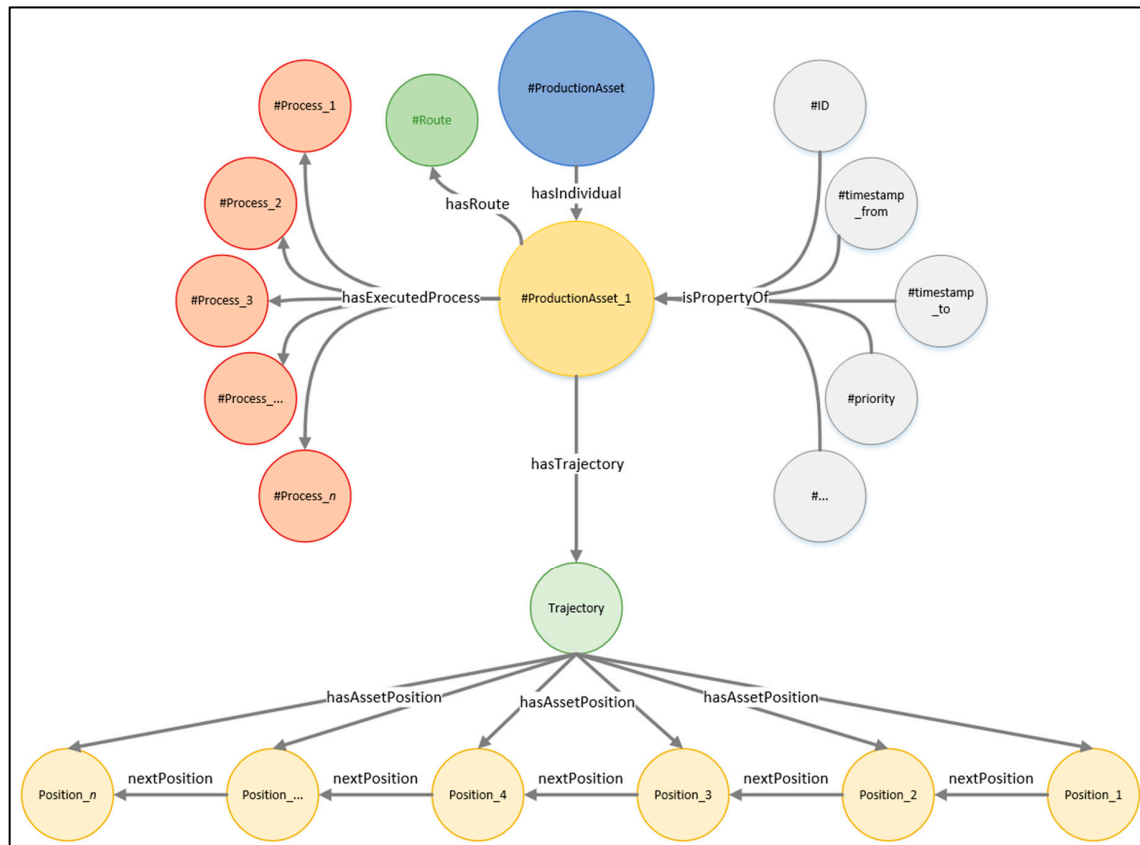 #ProductionAsset
#Process_1
#Route
#ID
hasIndividual
#Process_2
hasRoute
#timestamp
_from
#Process_3
hasExecutedProcess
#ProductionAsset_1
isPropertyOf
#timestamp
_to
#Process_...
#priority
hasTrajectory
#Process_n
#...
Trajectory
hasAssetPosition
hasAssetPosition
hasAssetPosition
Position_n
nextPosition
Position_...
nextPosition
Position_4
nextPosition
Position_3
nextPosition
Position_2
nextPosition
Position_1